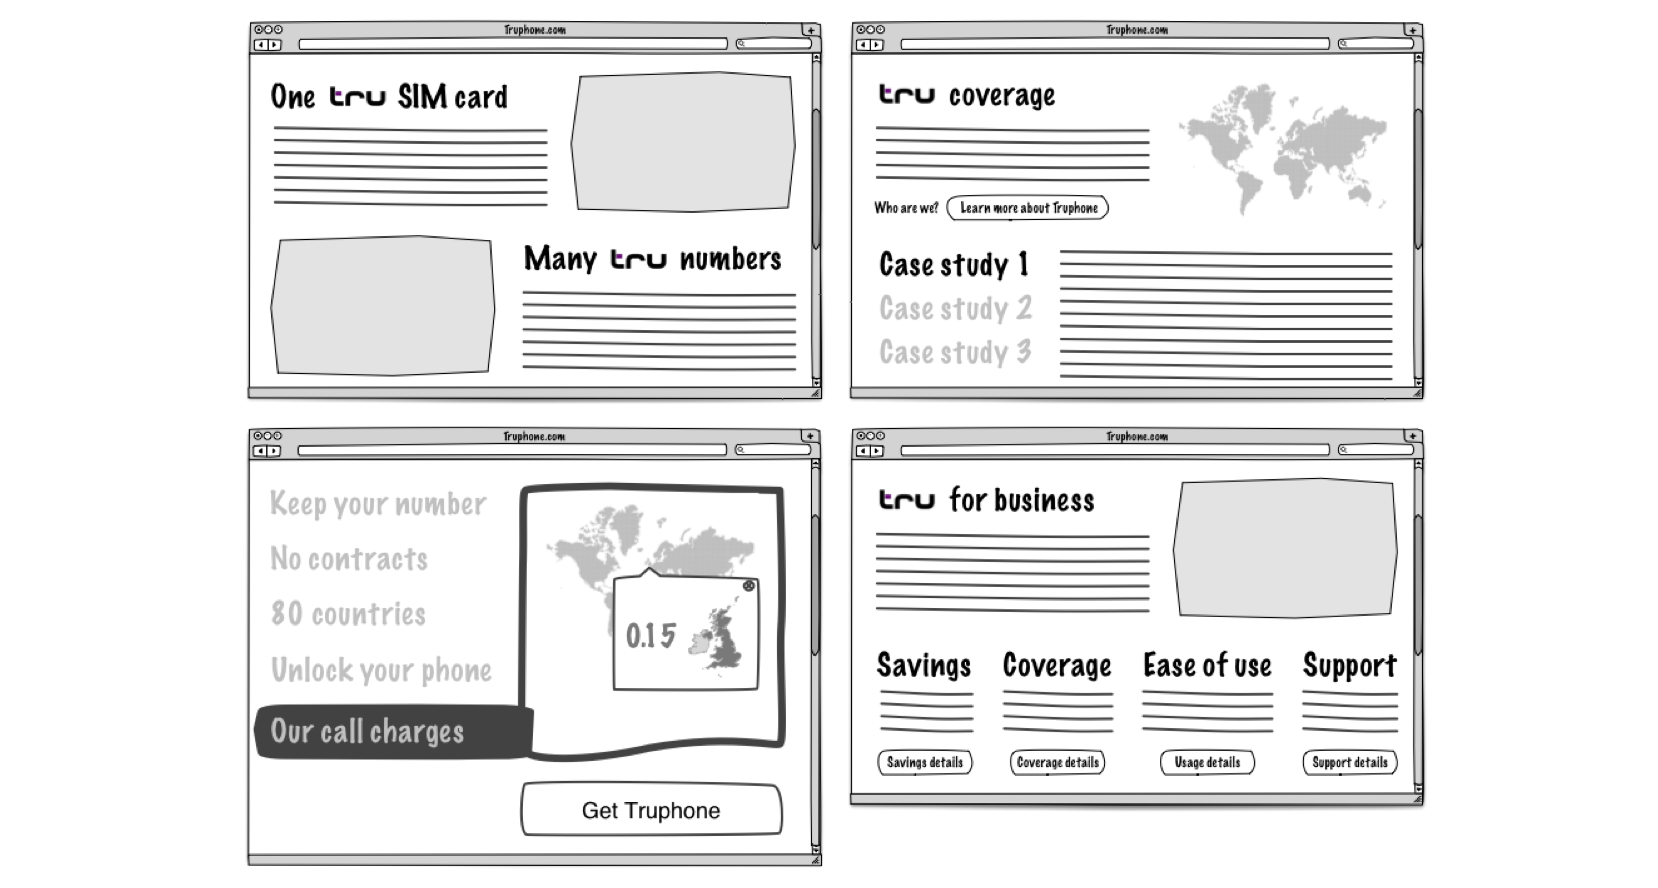 Truphone.com
One tru SIM card
Many tru numbers
Truphone.com
tru coverage
Who are we? Learn more about Truphone
Case study 1
Case study 2
Case study 3
Truphone.com
Keep your number
No contracts
80 countries
Unlock your phone
Our call charges
0.15
Get Truphone
Truphone.com
tru for business
Savings Coverage Ease of use Support
Savings details Coverage details Usage details Support details